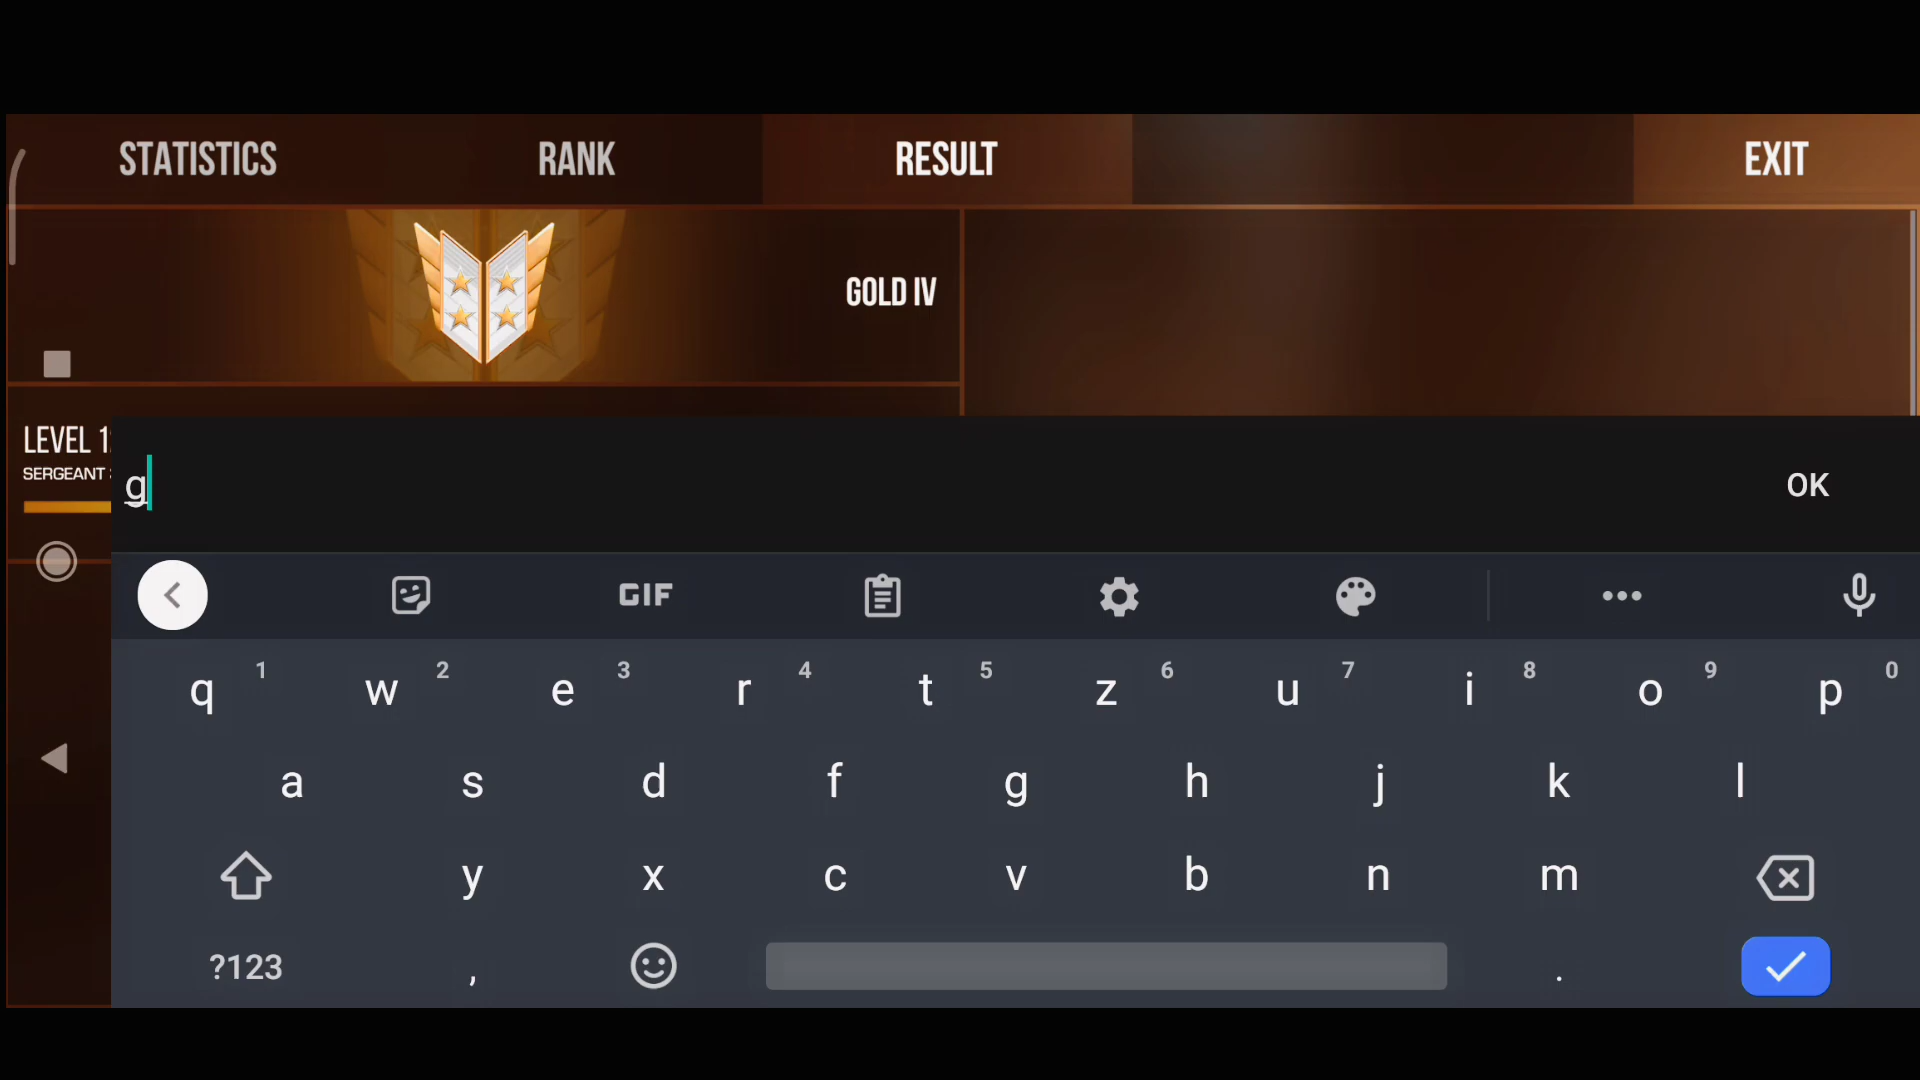 STATISTICS RANK RESULT EXIT
GOLD IV
LEVEL 1
SERGEANT
g
OK
GIF
q 1 w 2 e 3 r 4 t 5 z 6 u 7 i 8 o 9 p 0
a s d f g h j k l
y x c v b n m
?123 , .